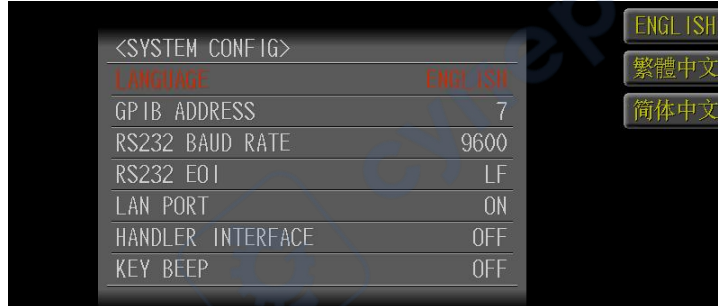 <SYSTEM CONFIG>
LANGUAGE ENGLISH
GPIB ADDRESS 7
RS232 BAUD RATE 9600
RS232 EOI LF
LAN PORT ON
HANDLER INTERFACE OFF
KEY BEEP OFF
ENGLISH
繁體中文
简体中文